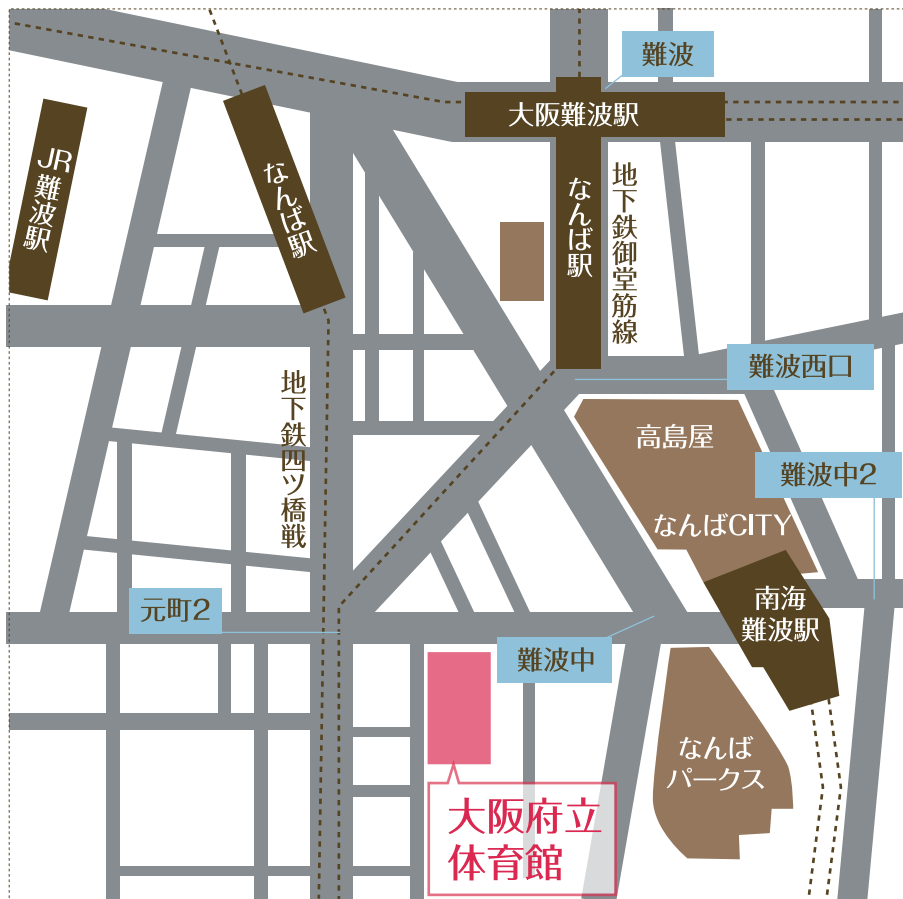 難波
大阪難波駅
JR難波駅
なんば駅
なんば駅
地下鉄御堂筋線
難波西口
地下鉄四ツ橋戦
高島屋
難波中2
なんばCITY
元町2
南海
難波駅
難波中
なんば
パークス
大阪府立
体育館